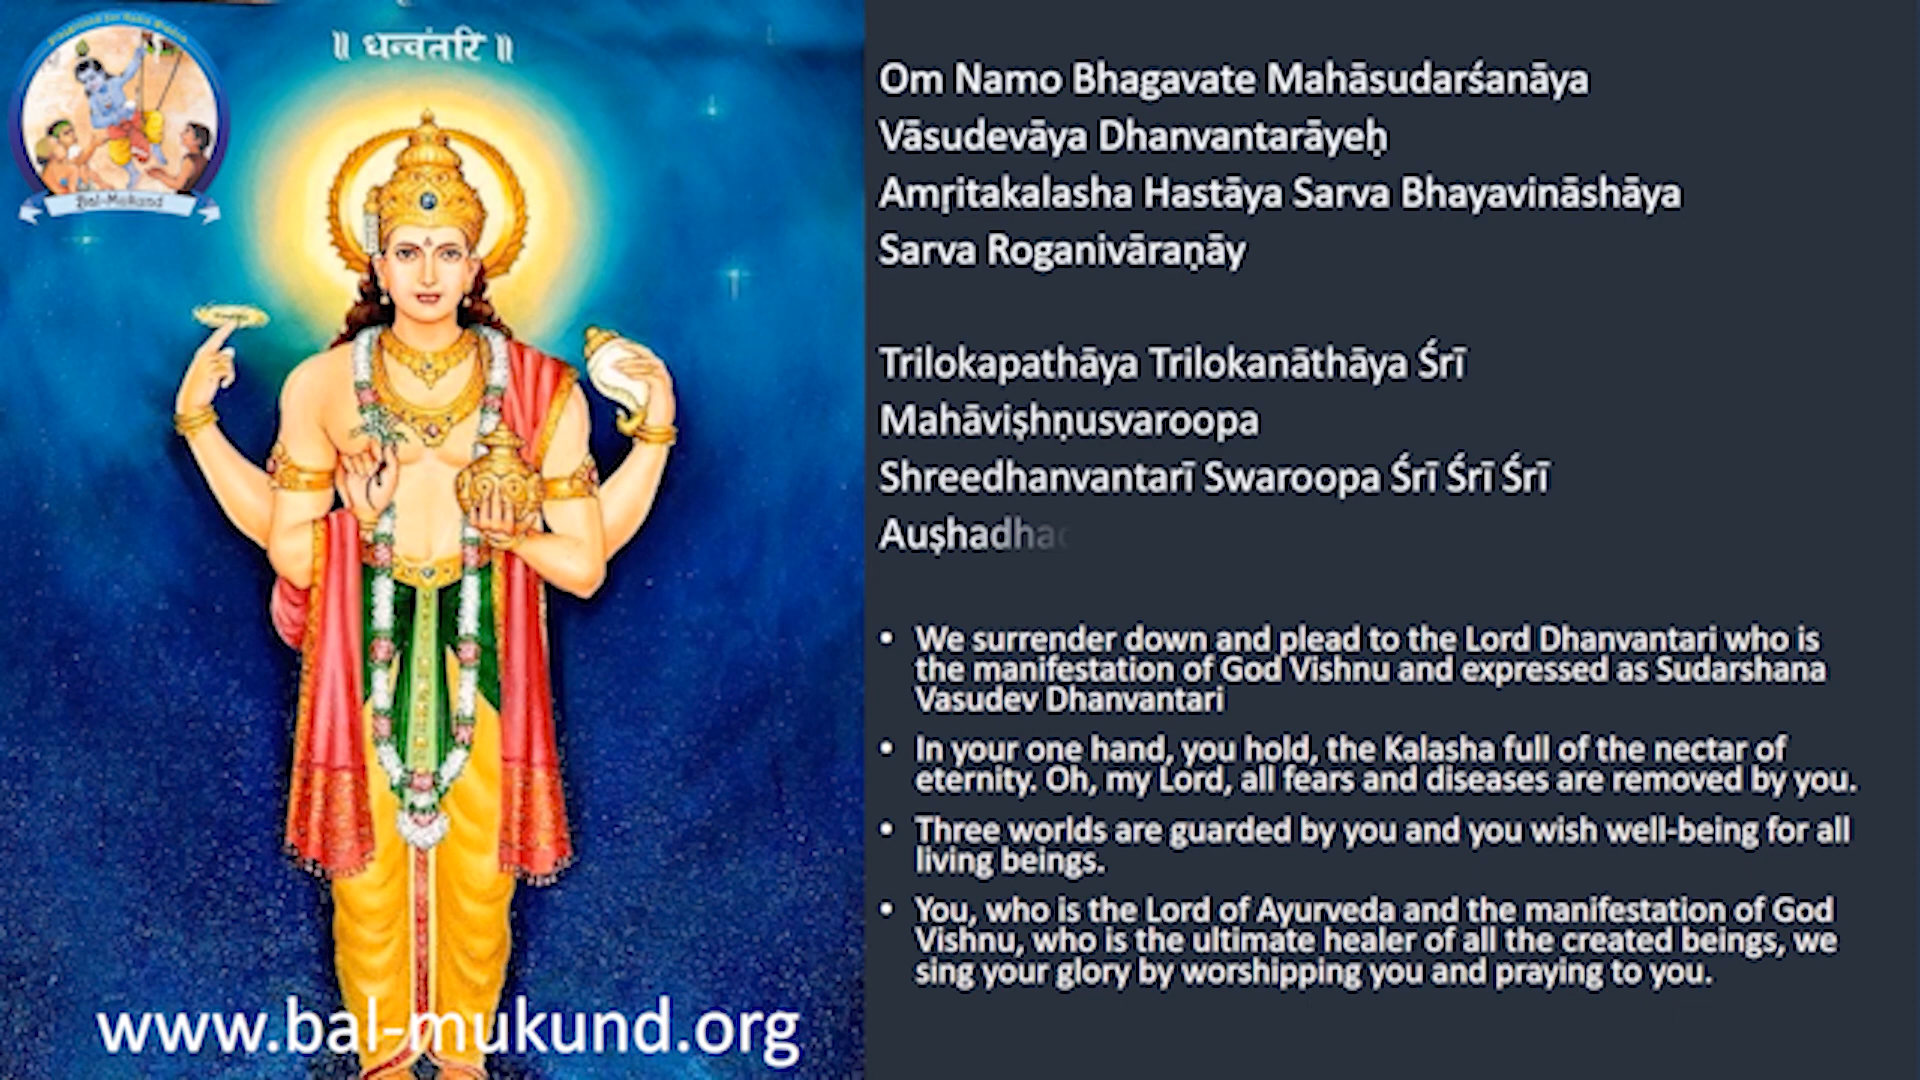 Playground for Young Minds
Bal-Mukund
॥ धन्वंतरि ॥
www.bal-mukund.org
Om Namo Bhagavate Mahāsudarśanāya
Vāsudevāya Dhanvantarāyeḥ
Amṛitakalasha Hastāya Sarva Bhayavināshāya
Sarva Roganivāraṇāy
Trilokapathāya Trilokanāthāya Śrī
Mahāviṣhṇusvaroopa
Shreedhanvantarī Swaroopa Śrī Śrī Śrī
Auṣhadha
• We surrender down and plead to the Lord Dhanvantari who is
the manifestation of God Vishnu and expressed as Sudarshana
Vasudev Dhanvantari
• In your one hand, you hold, the Kalasha full of the nectar of
eternity. Oh, my Lord, all fears and diseases are removed by you.
• Three worlds are guarded by you and you wish well-being for all
living beings.
• You, who is the Lord of Ayurveda and the manifestation of God
Vishnu, who is the ultimate healer of all the created beings, we
sing your glory by worshipping you and praying to you.